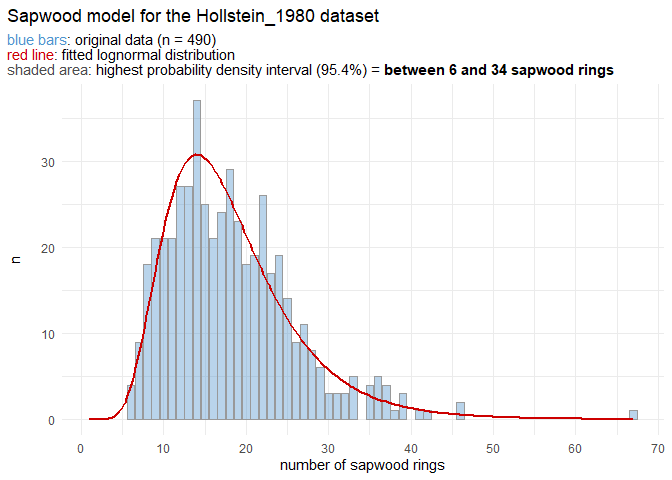 Sapwood model for the Hollstein_1980 dataset
blue bars: original data (n = 490)
red line: fitted lognormal distribution
shaded area: highest probability density interval (95.4%) = between 6 and 34 sapwood rings
30
20
10
0
n
0 10 20 30 40 50 60 70
number of sapwood rings